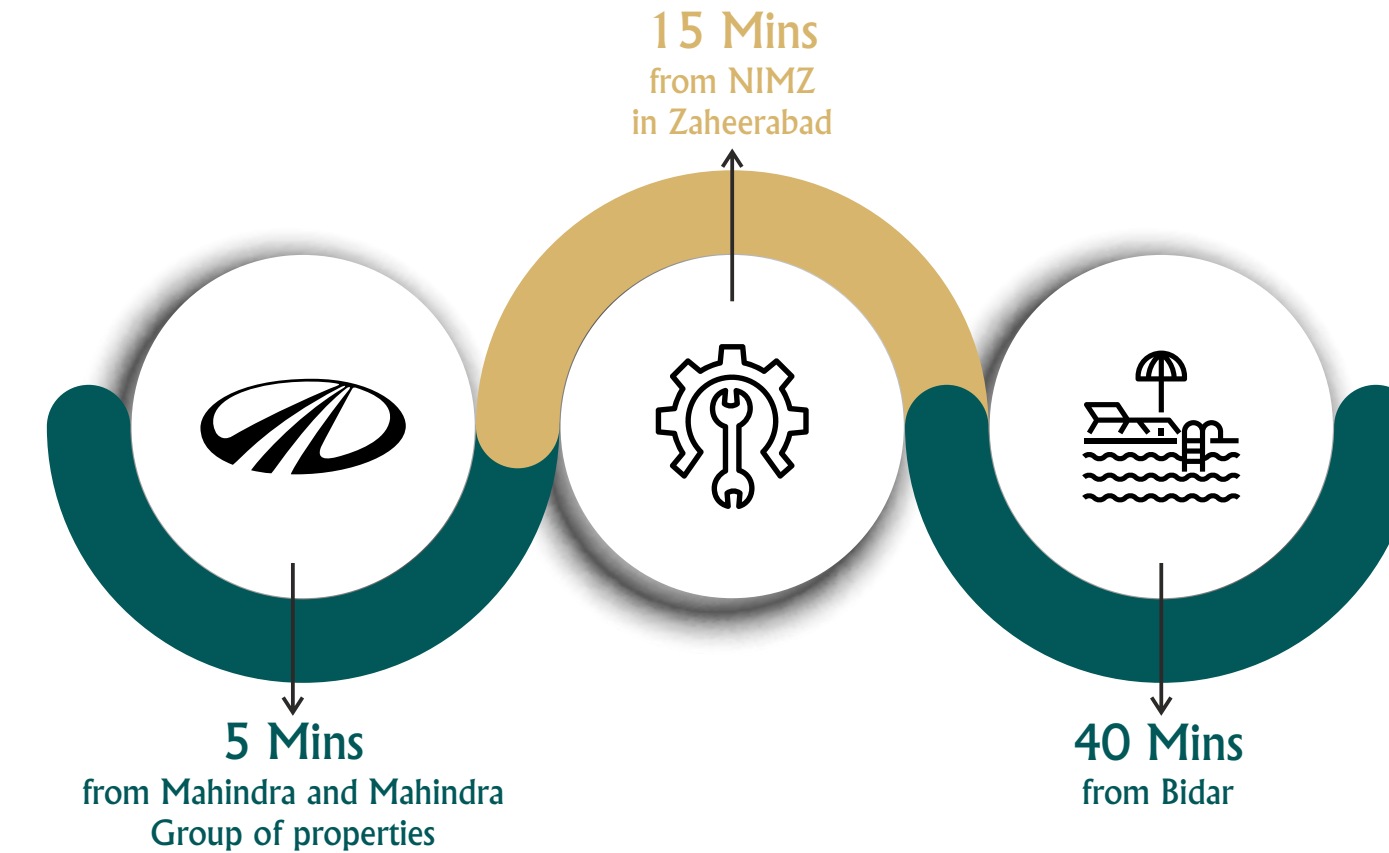 15 Mins
from NIMZ
in Zaheerabad
5 Mins
from Mahindra and Mahindra
Group of properties
40 Mins
from Bidar